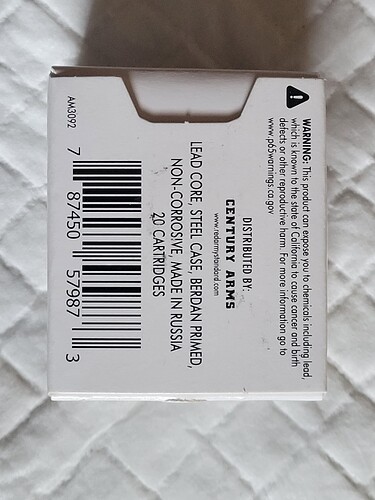 WARNING: This product can expose you to chemicals including lead,
which is known to the state of California to cause cancer and birth
defects or other reproductive harm. For more information go to
www.p65warnings.ca.gov
DISTRIBUTED BY:
CENTURY ARMS
www.redarmystandard.com
LEAD CORE, STEEL CASE, BERDAN PRIMED,
NON-CORROSIVE, MADE IN RUSSIA
20 CARTRIDGES
AM3092
7 87450 57987 3